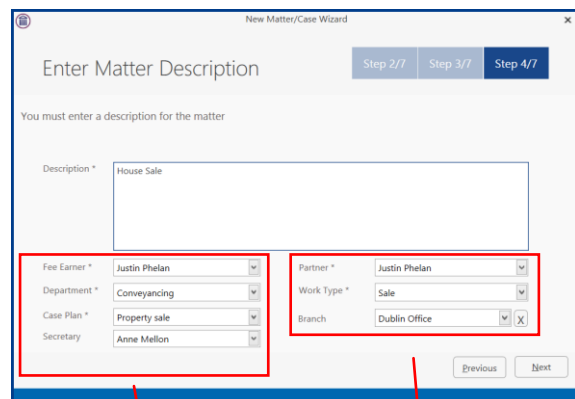 New Matter/Case Wizard
x
Enter Matter Description
Step 2/7 Step 3/7 Step 4/7
You must enter a description for the matter
Description * House Sale
Fee Earner * Justin Phelan Partner * Justin Phelan
Department * Conveyancing Work Type * Sale
Case Plan * Property sale Branch Dublin Office X
Secretary Anne Mellon
Previous Next